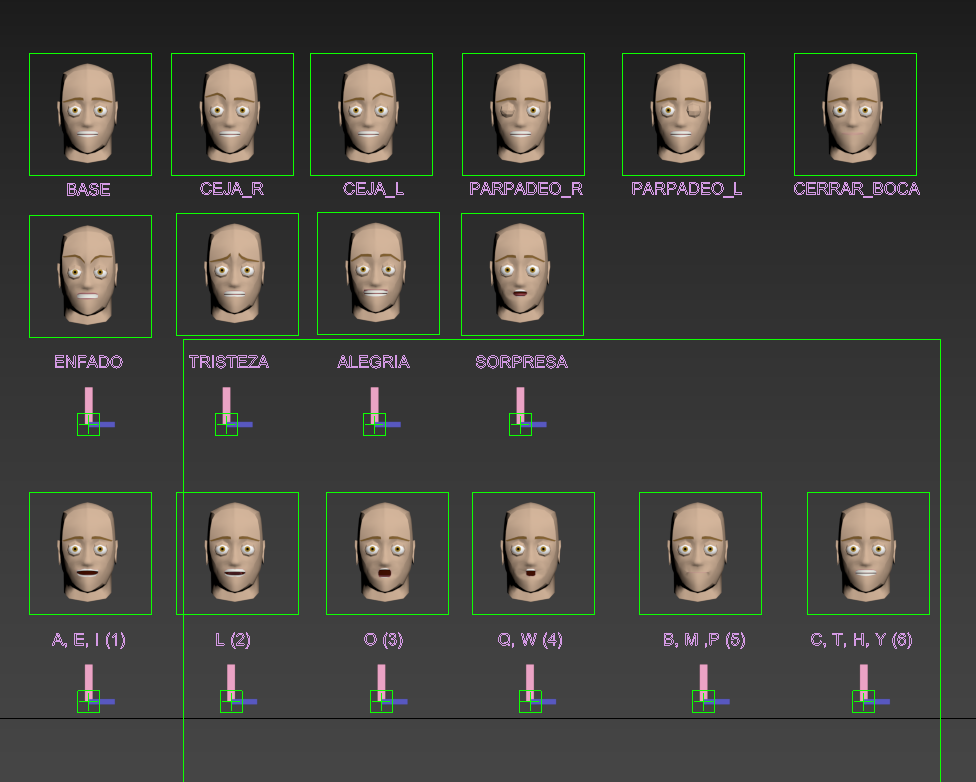 BASE
CEJA_R
CEJA_L
PARPADEO_R
PARPADEO_L
CERRAR_BOCA
ENFADO
TRISTEZA
ALEGRIA
SORPRESA
A, E, I (1)
L (2)
O (3)
Q, W (4)
B, M ,P (5)
C, T, H, Y (6)